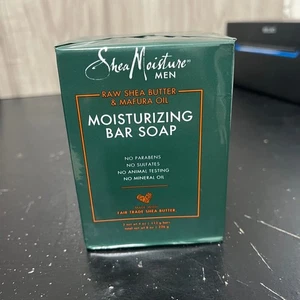 SheaMoisture
MEN
RAW SHEA BUTTER
& MAFURA OIL
MOISTURIZING
BAR SOAP
NO PARABENS
NO SULFATES
NO ANIMAL TESTING
NO MINERAL OIL
FAIR TRADE SHEA BUTTER